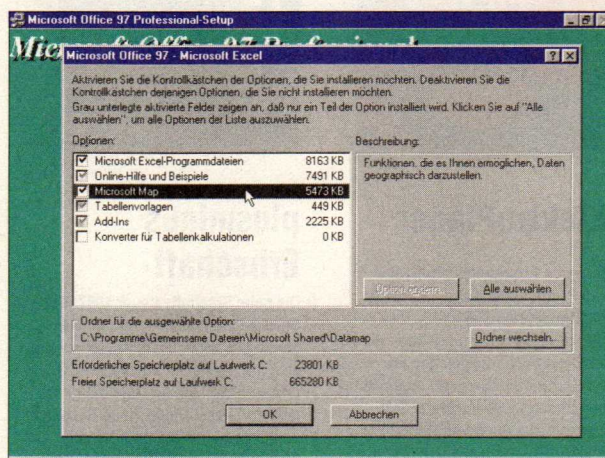 Microsoft Office 97 Professional-Setup
Microsoft Office 97 Professional
Microsoft Office 97 - Microsoft Excel
Aktivieren Sie die Kontrollkästchen der Optionen, die Sie installieren möchten. Deaktivieren Sie die
Kontrollkästchen derjenigen Optionen, die Sie nicht installieren möchten.
Grau unterlegte aktivierte Felder zeigen an, daß nur ein Teil der Option installiert wird. Klicken Sie auf "Alle
auswählen", um alle Optionen der Liste auszuwählen.
Optionen:
Microsoft Excel-Programmdateien 8163 KB
Online-Hilfe und Beispiele 7491 KB
Microsoft Map 5473 KB
Tabellenvorlagen 449 KB
Add-Ins 2225 KB
Konverter für Tabellenkalkulationen 0 KB
Beschreibung:
Funktionen, die es Ihnen ermöglichen, Daten
geographisch darzustellen.
Option ändern...
Alle auswählen
Ordner für die ausgewählte Option:
C:\Programme\Gemeinsame Dateien\Microsoft Shared\Datamap
Ordner wechseln...
Erforderlicher Speicherplatz auf Laufwerk C: 23801 KB
Freier Speicherplatz auf Laufwerk C: 665280 KB
OK
Abbrechen